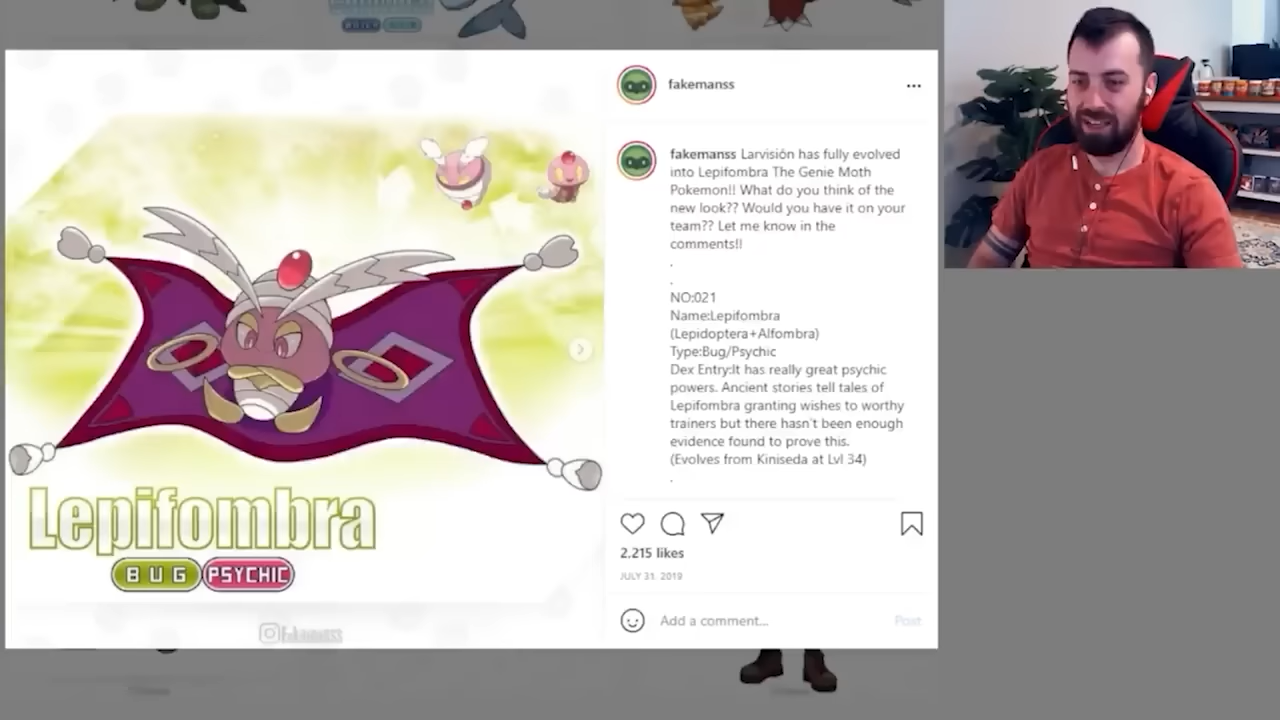 fakemanss
fakemanss Larvisión has fully evolved
into Lepifombra The Genie Moth
Pokemon!! What do you think of the
new look?? Would you have it on your
team?? Let me know in the
comments!!
.
.
NO:021
Name:Lepifombra
(Lepidoptera+Alfombra)
Type:Bug/Psychic
Dex Entry:It has really great psychic
powers. Ancient stories tell tales of
Lepifombra granting wishes to worthy
trainers but there hasn't been enough
evidence found to prove this.
(Evolves from Kiniseda at Lvl 34)
.
Lepifombra
BUG PSYCHIC
Fakemanss
2,215 likes
JULY 31, 2019
Add a comment...
Post